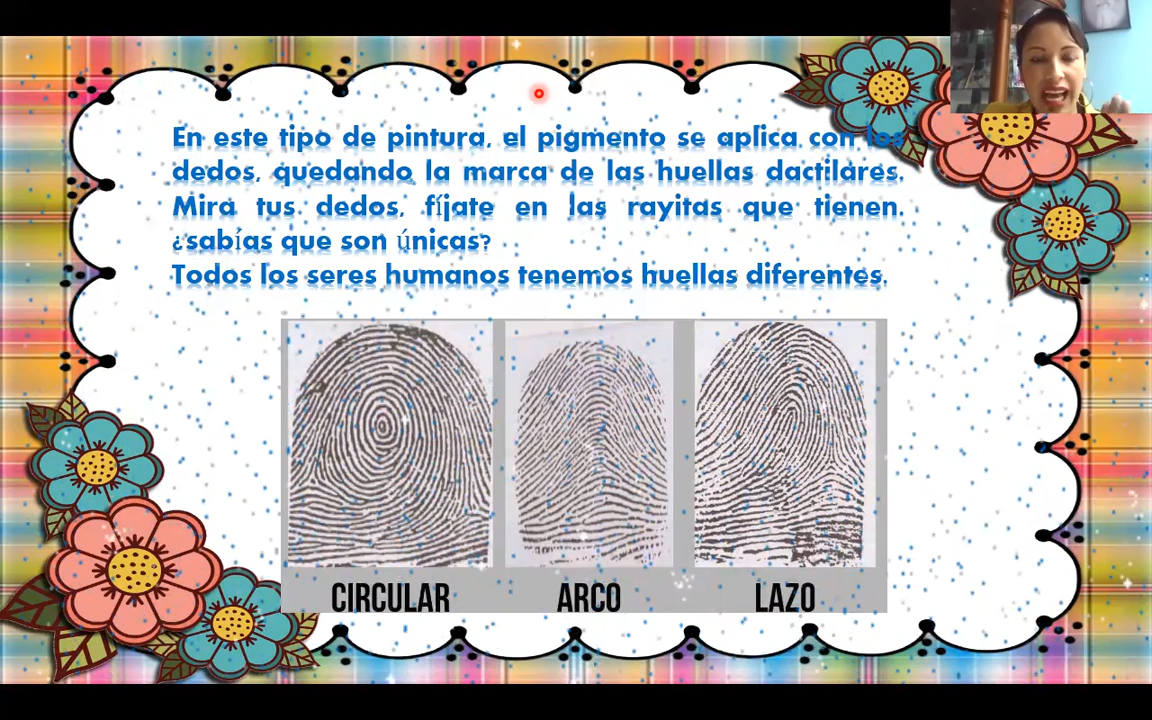 En este tipo de pintura, el pigmento se aplica con los
dedos, quedando la marca de las huellas dactilares.
Mira tus dedos, fíjate en las rayitas que tienen.
¿sabías que son únicas?
Todos los seres humanos tenemos huellas diferentes.
CIRCULAR
ARCO
LAZO